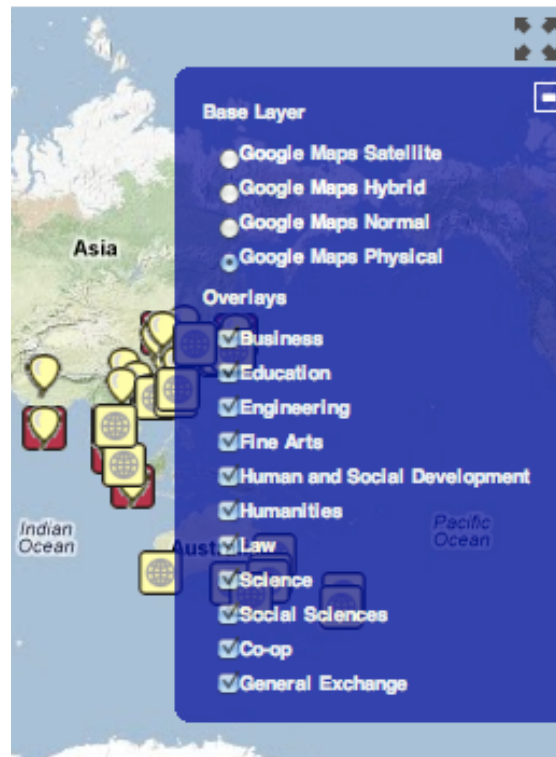 Base Layer
Google Maps Satellite
Google Maps Hybrid
Google Maps Normal
Asia
Google Maps Physical
Overlays
Business
Education
Engineering
Fine Arts
Human and Social Development
Humanities
Indian
Ocean
Pacific
Ocean
Law
Science
Social Sciences
Co-op
General Exchange